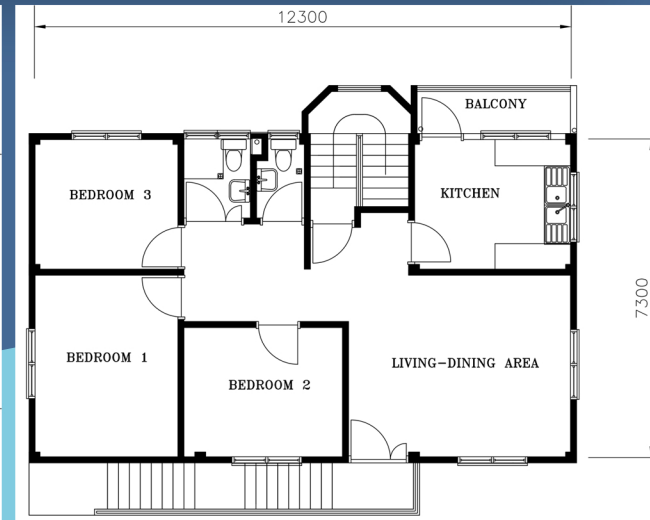 12300
BALCONY
BEDROOM 3
KITCHEN
7300
BEDROOM 1
LIVING-DINING AREA
BEDROOM 2